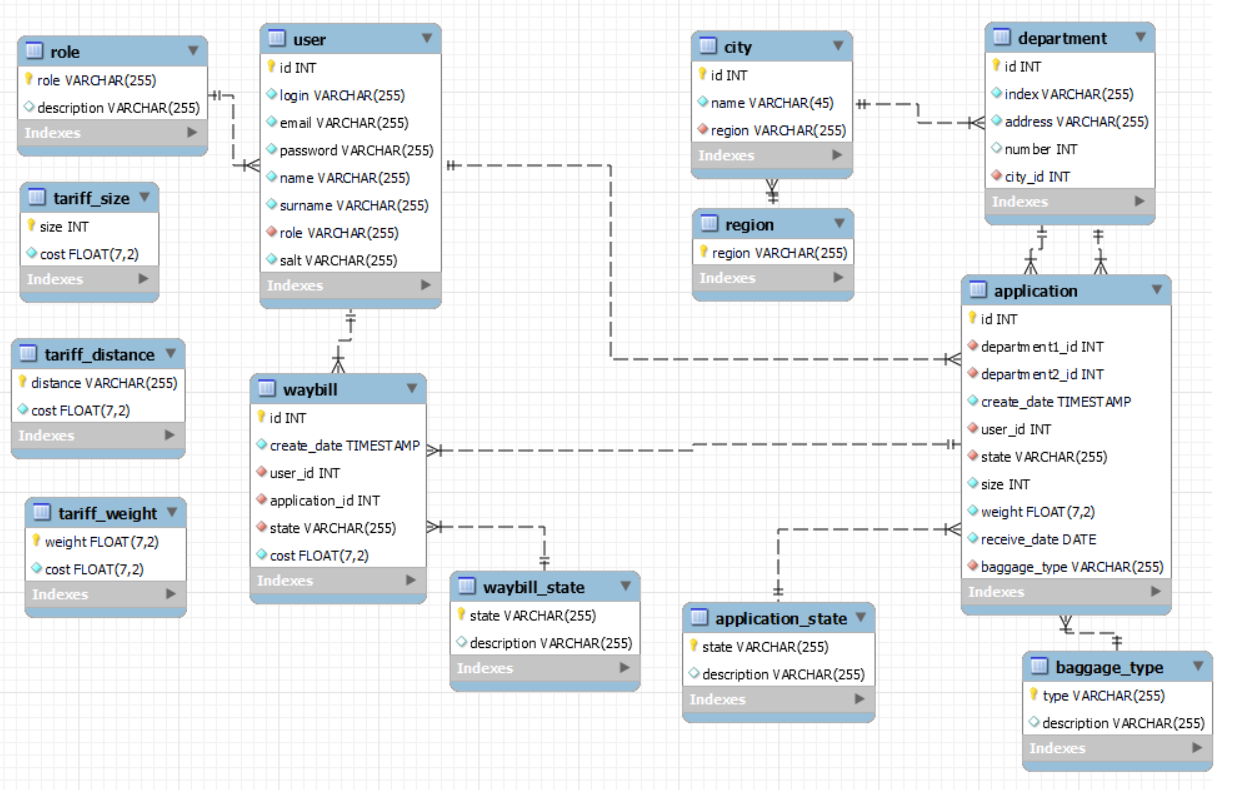 role
role VARCHAR(255)
description VARCHAR(255)
Indexes
user
id INT
login VARCHAR(255)
email VARCHAR(255)
password VARCHAR(255)
name VARCHAR(255)
surname VARCHAR(255)
role VARCHAR(255)
salt VARCHAR(255)
Indexes
city
id INT
name VARCHAR(45)
region VARCHAR(255)
Indexes
department
id INT
index VARCHAR(255)
address VARCHAR(255)
number INT
city_id INT
Indexes
tariff_size
size INT
cost FLOAT(7,2)
Indexes
region
region VARCHAR(255)
Indexes
application
id INT
department1_id INT
department2_id INT
create_date TIMESTAMP
user_id INT
state VARCHAR(255)
size INT
weight FLOAT(7,2)
receive_date DATE
baggage_type VARCHAR(255)
Indexes
tariff_distance
distance VARCHAR(255)
cost FLOAT(7,2)
Indexes
waybill
id INT
create_date TIMESTAMP
user_id INT
application_id INT
state VARCHAR(255)
cost FLOAT(7,2)
Indexes
tariff_weight
weight FLOAT(7,2)
cost FLOAT(7,2)
Indexes
waybill_state
state VARCHAR(255)
description VARCHAR(255)
Indexes
application_state
state VARCHAR(255)
description VARCHAR(255)
Indexes
baggage_type
type VARCHAR(255)
description VARCHAR(255)
Indexes